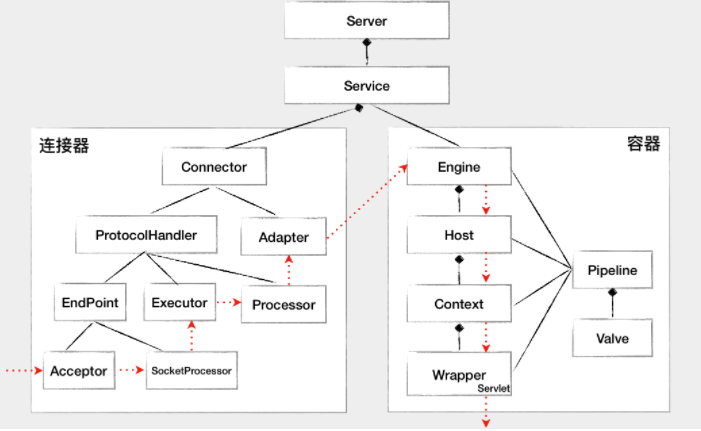 Server
Service
连接器
容器
Connector
Engine
ProtocolHandler
Adapter
Host
Pipeline
EndPoint
Executor
Processor
Context
Valve
Acceptor
SocketProcessor
Wrapper
Servlet